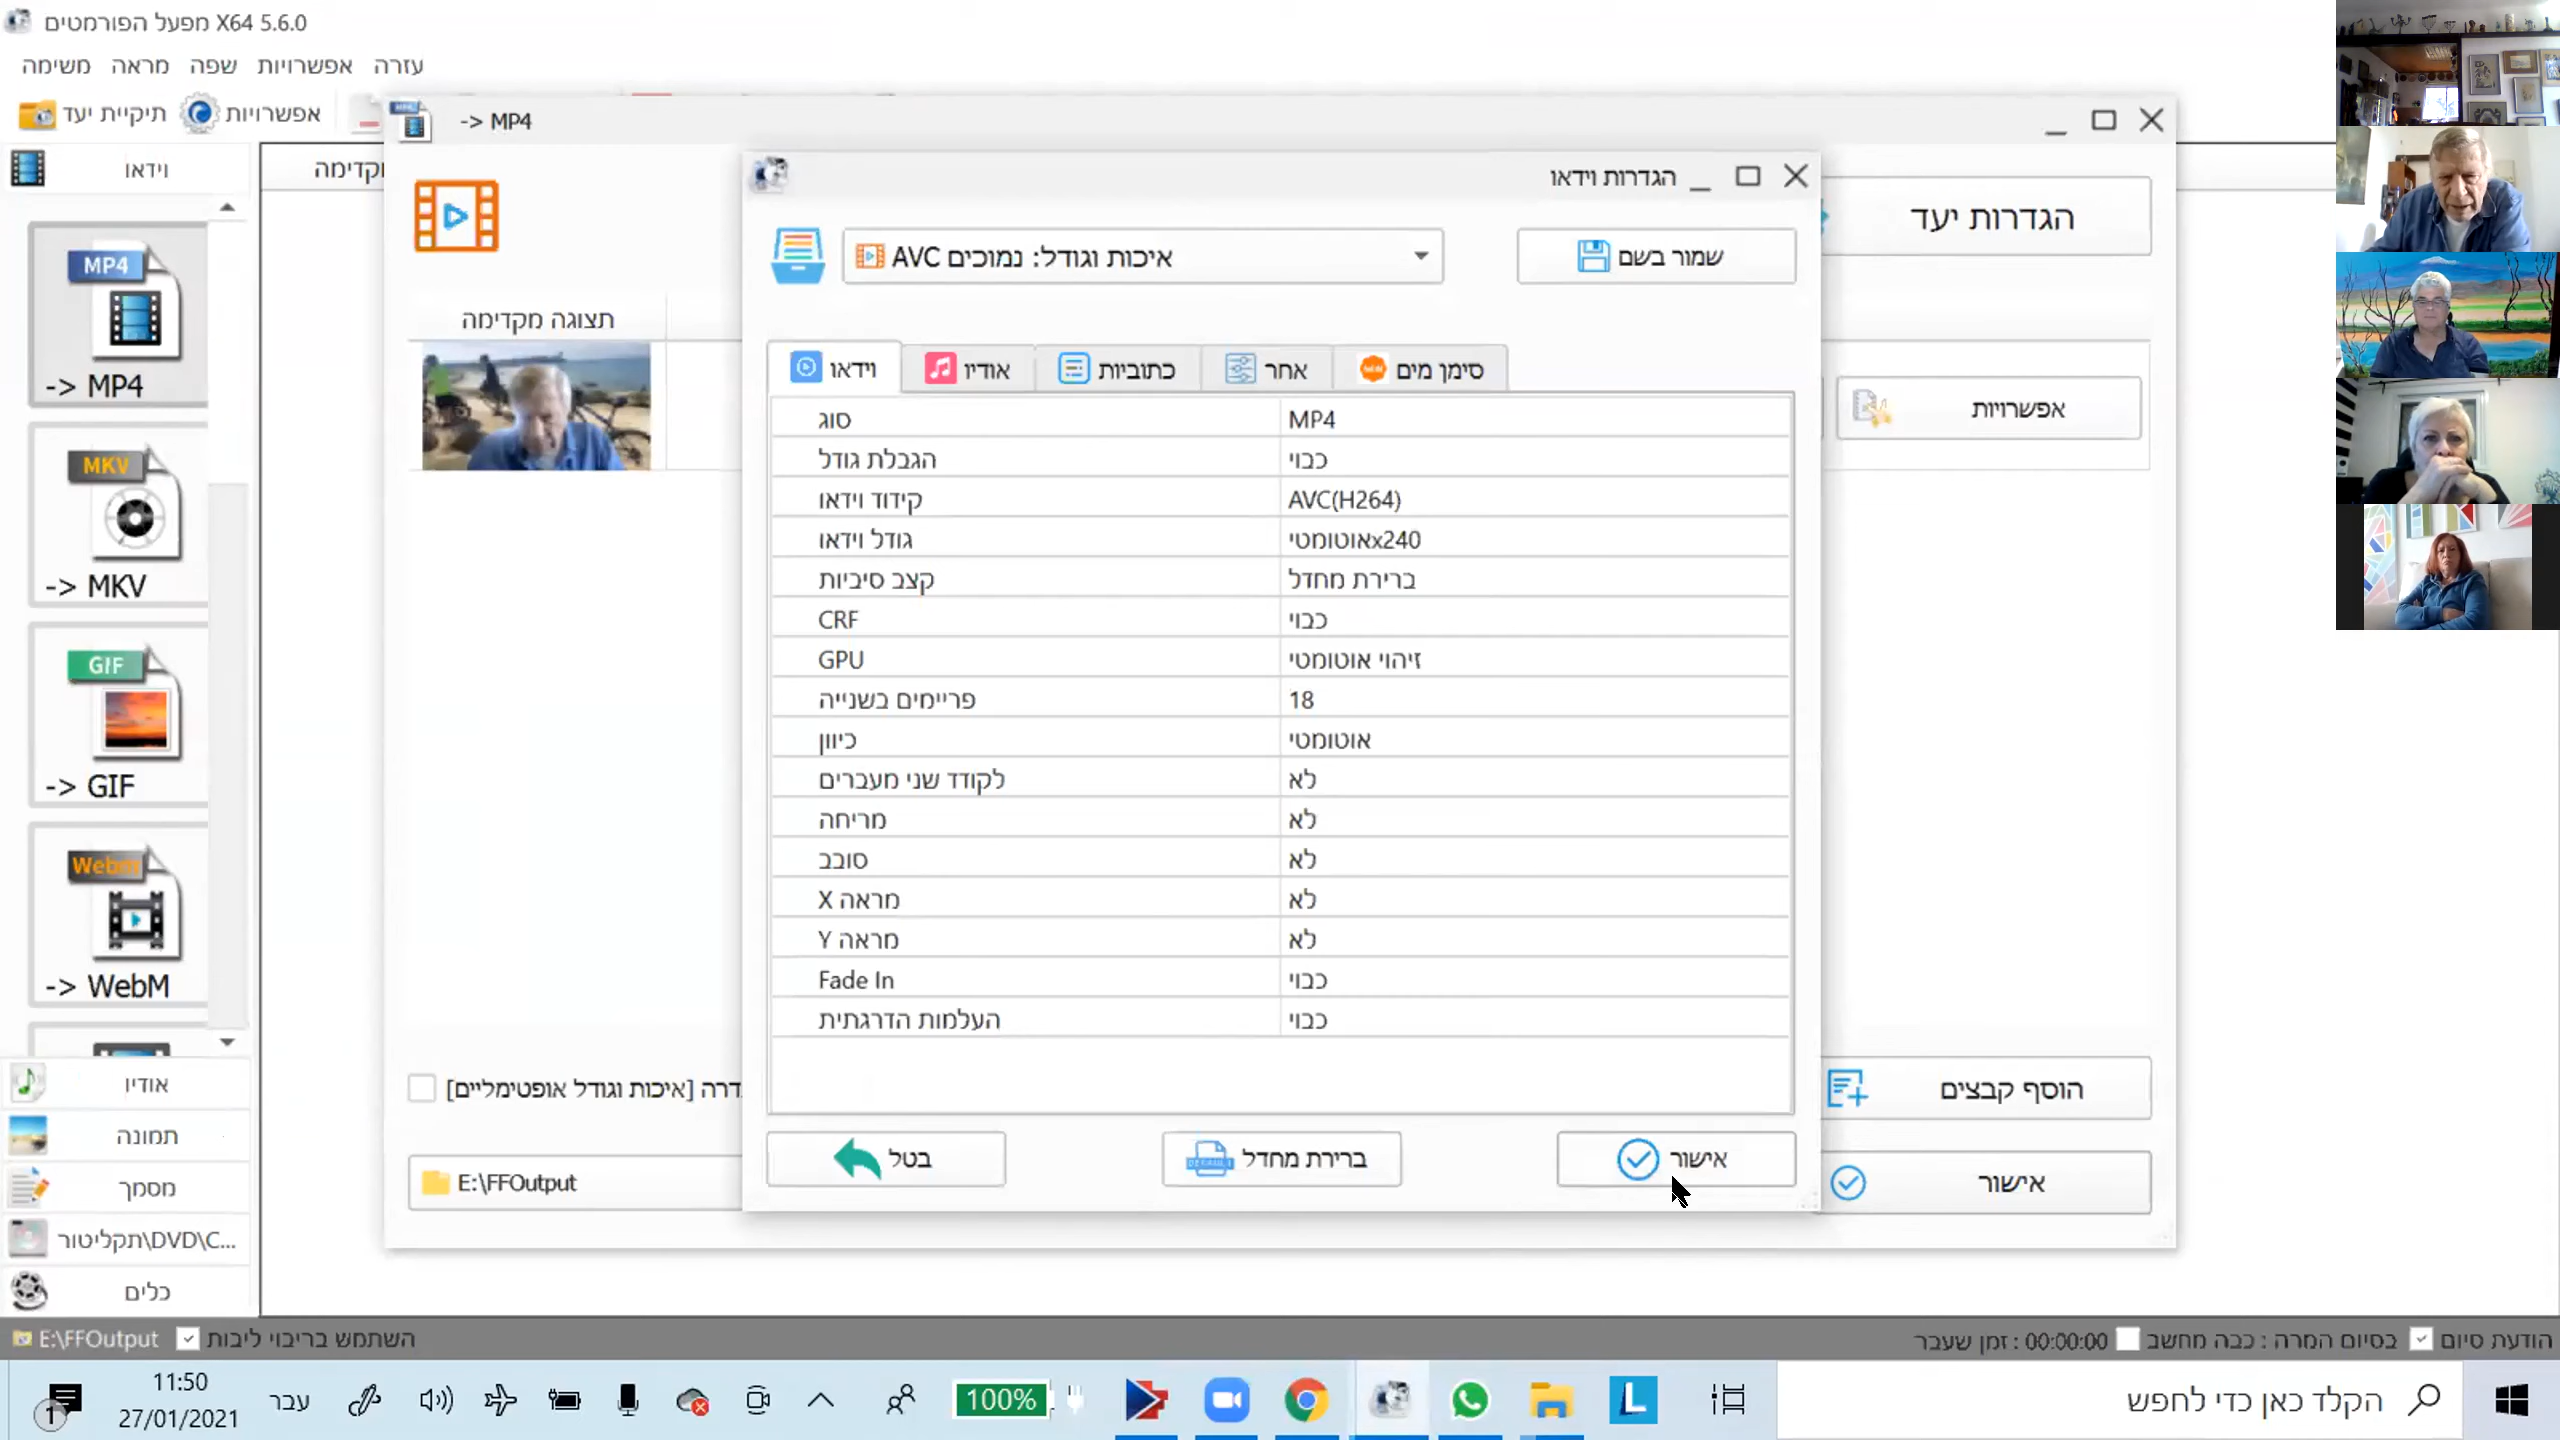 מפעל הפורמטים X64 5.6.0
משימה מראה שפה אפשרויות עזרה
תיקיית יעד אפשרויות
-> MP4
הגדרות וידאו
וידאו
הגדרות יעד
איכות וגודל: נמוכים AVC
שמור בשם
MP4
-> MP4
MKV
-> MKV
GIF
-> GIF
-> WebM
תצוגה מקדימה
וידאו אודיו כתוביות אחר סימן מים
אפשרויות
סוג MP4
הגבלת גודל כבוי
קידוד וידאו AVC(H264)
גודל וידאו אוטומטיx240
קצב סיביות ברירת מחדל
CRF כבוי
GPU זיהוי אוטומטי
פריימים בשנייה 18
כיוון אוטומטי
לקודד שני מעברים לא
מריחה לא
סובב לא
מראה X לא
מראה Y לא
Fade In כבוי
העלמות הדרגתית כבוי
[איכות וגודל אופטימליים]
הוסף קבצים
בטל ברירת מחדל אישור
E:\FFOutput
אישור
אודיו
תמונה
מסמך
תקליטור\DVD\C...
כלים
E:\FFOutput השתמש בריבוי ליבות
זמן שעבר : 00:00:00 בסיום המרה : כבה מחשב הודעת סיום
11:50
27/01/2021
1
עבר
100%
L
הקלד כאן כדי לחפש